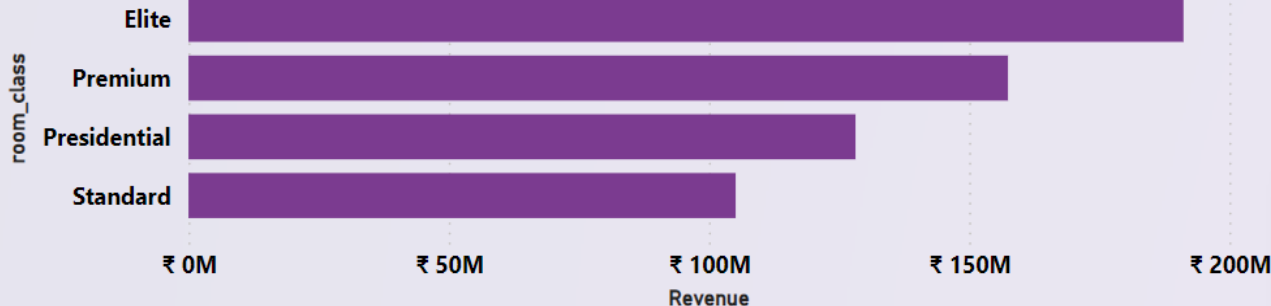 Elite
Premium
Presidential
Standard
room_class
₹ 0M ₹ 50M ₹ 100M ₹ 150M ₹ 200M
Revenue